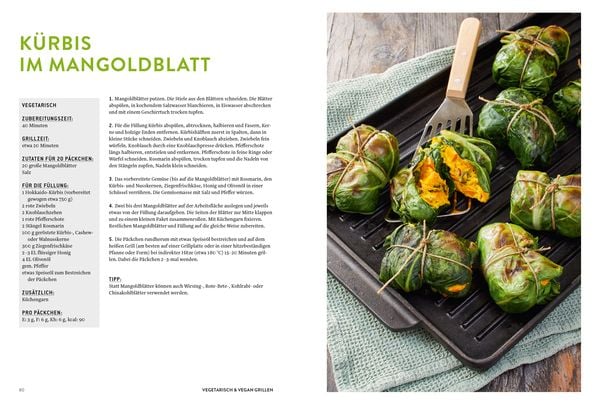 KÜRBIS
IM MANGOLDBLATT
VEGETARISCH
ZUBEREITUNGSZEIT:
40 Minuten
GRILLZEIT:
etwa 20 Minuten
ZUTATEN FÜR 20 PÄCKCHEN:
20 große Mangoldblätter
Salz
FÜR DIE FÜLLUNG:
1 Hokkaido-Kürbis (vorbereitet
gewogen etwa 750 g)
2 rote Zwiebeln
2 Knoblauchzehen
1 rote Pfefferschote
2 Stängel Rosmarin
100 g geröstete Kürbis-, Cashew-
oder Walnusskerne
300 g Ziegenfrischkäse
2–3 EL flüssiger Honig
2 EL Olivenöl
gem. Pfeffer
etwas Speiseöl zum Bestreichen
der Päckchen
ZUSÄTZLICH:
Küchengarn
PRO PÄCKCHEN:
E: 3 g, F: 6 g, Kh: 6 g, kcal: 90
1. Mangoldblätter putzen. Die Stiele aus den Blättern schneiden. Die Blätter
abspülen, in kochendem Salzwasser blanchieren, in Eiswasser abschrecken
und mit einem Geschirrtuch trocken tupfen.
2. Für die Füllung Kürbis abspülen, abtrocknen, halbieren und Fasern, Ker-
ne und holzige Enden entfernen. Kürbishälften zuerst in Spalten, dann in
kleine Stücke schneiden. Zwiebeln und Knoblauch abziehen. Zwiebeln fein
würfeln, Knoblauch durch eine Knoblauchpresse drücken. Pfefferschote
längs halbieren, entstielen und entkernen. Pfefferschote in feine Ringe oder
Würfel schneiden. Rosmarin abspülen, trocken tupfen und die Nadeln von
den Stängeln zupfen, Nadeln klein schneiden.
3. Das vorbereitete Gemüse (bis auf die Mangoldblätter) mit Rosmarin, den
Kürbis- und Nusskernen, Ziegenfrischkäse, Honig und Olivenöl in einer
Schüssel verrühren. Die Gemüsemasse mit Salz und Pfeffer würzen.
4. Zwei bis drei Mangoldblätter auf der Arbeitsfläche auslegen und jeweils
etwas von der Füllung daraufgeben. Die Seiten der Blätter zur Mitte klappen
und zu einem kleinen Paket zusammenrollen. Mit Küchengarn fixieren.
Restlichen Mangoldblätter und Füllung auf die gleiche Weise zubereiten.
5. Die Päckchen rundherum mit etwas Speiseöl bestreichen und auf dem
heißen Grill (am besten auf einer Grillplatte oder in einer hitzebeständigen
Pfanne oder Form) bei indirekter Hitze (etwa 180 °C) 15–20 Minuten gril-
len. Dabei die Päckchen 2–3 mal wenden.
TIPP:
Statt Mangoldblätter können auch Wirsing-, Rote-Bete-, Kohlrabi- oder
Chinakohlblätter verwendet werden.
80
VEGETARISCH & VEGAN GRILLEN